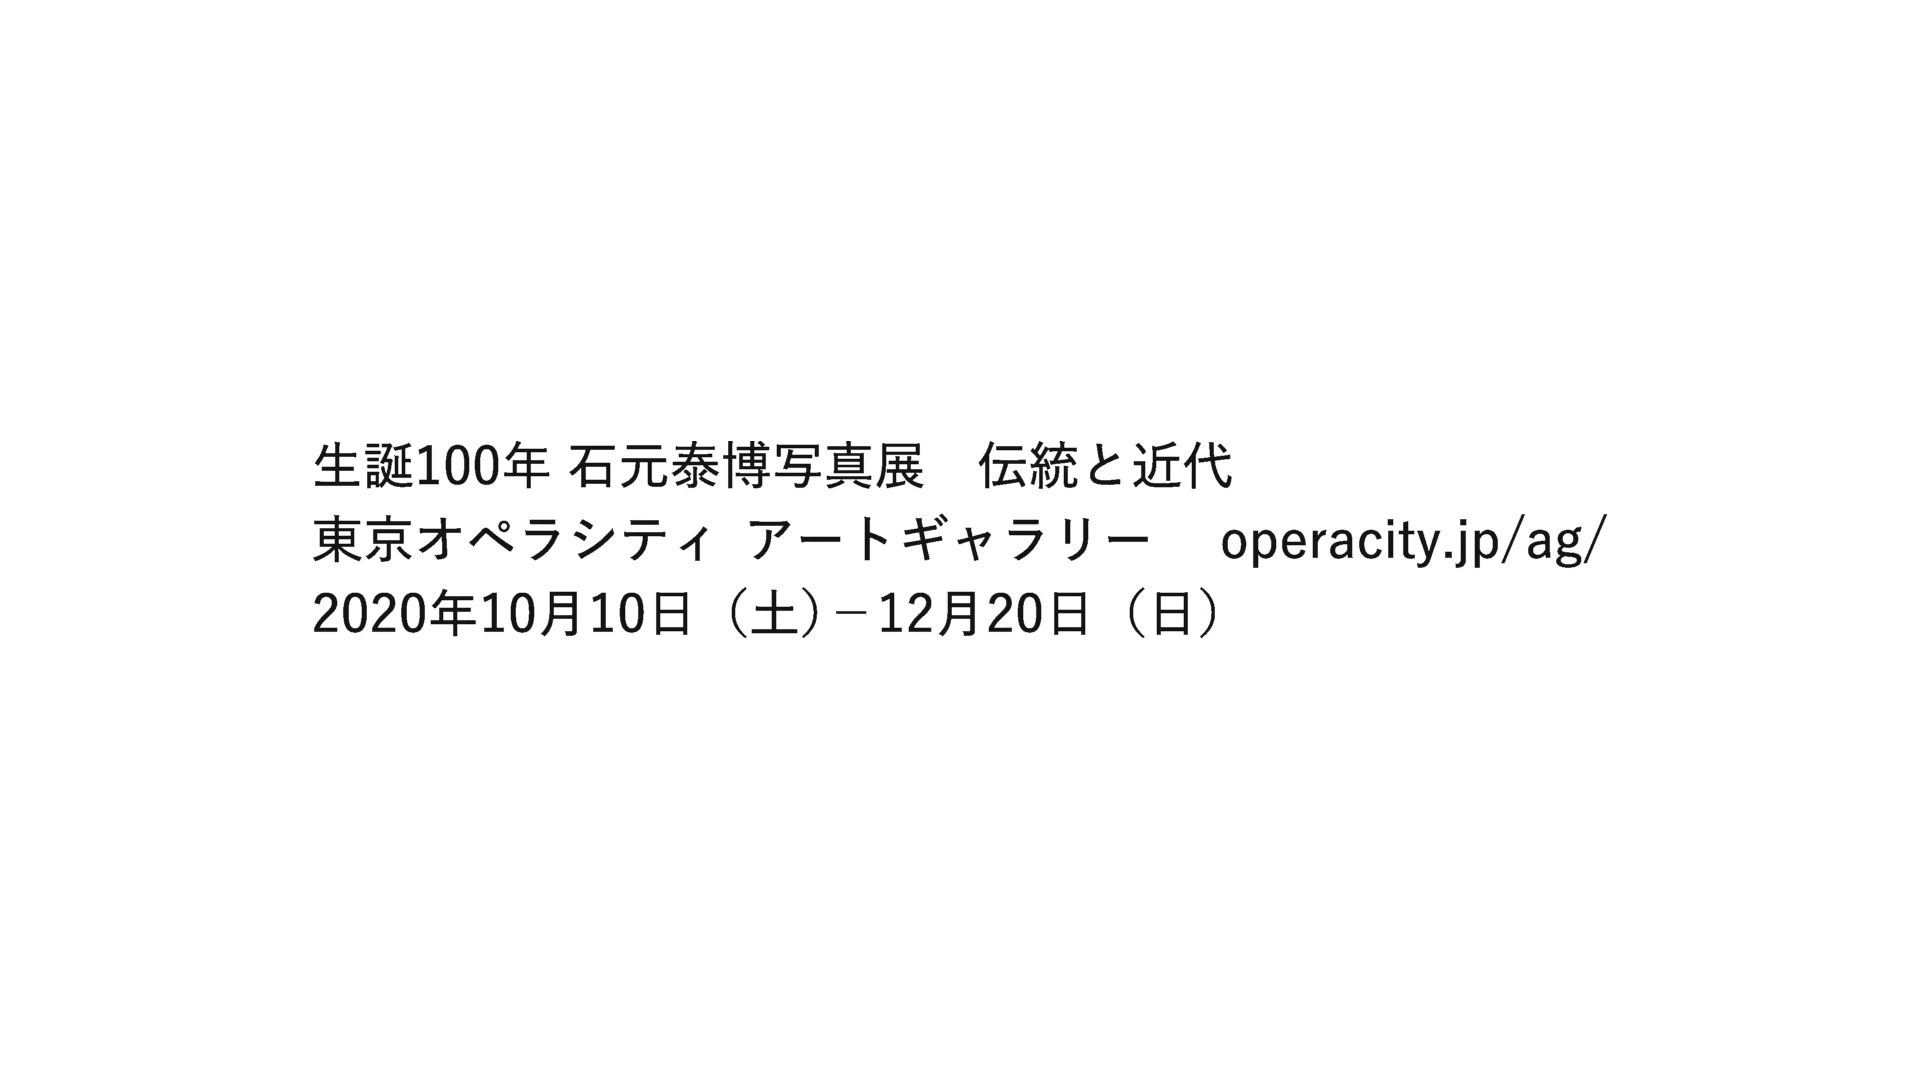 生誕100年 石元泰博写真展　伝統と近代
東京オペラシティ アートギャラリー　operacity.jp/ag/
2020年10月10日（土）－12月20日（日）